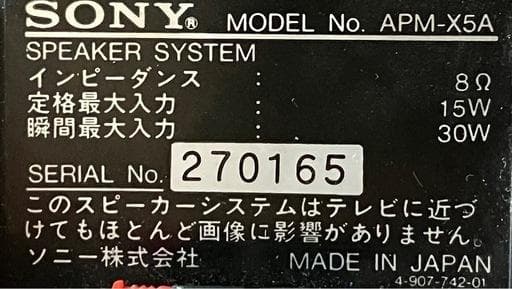 SONY® MODEL No. APM-X5A
SPEAKER SYSTEM
インピーダンス : 8Ω
定格最大入力 : 15W
瞬間最大入力 : 30W
SERIAL No. 270165
このスピーカーシステムはテレビに近づ
けてもほとんど画像に影響がありません。
ソニー株式会社 MADE IN JAPAN
4-907-742-01